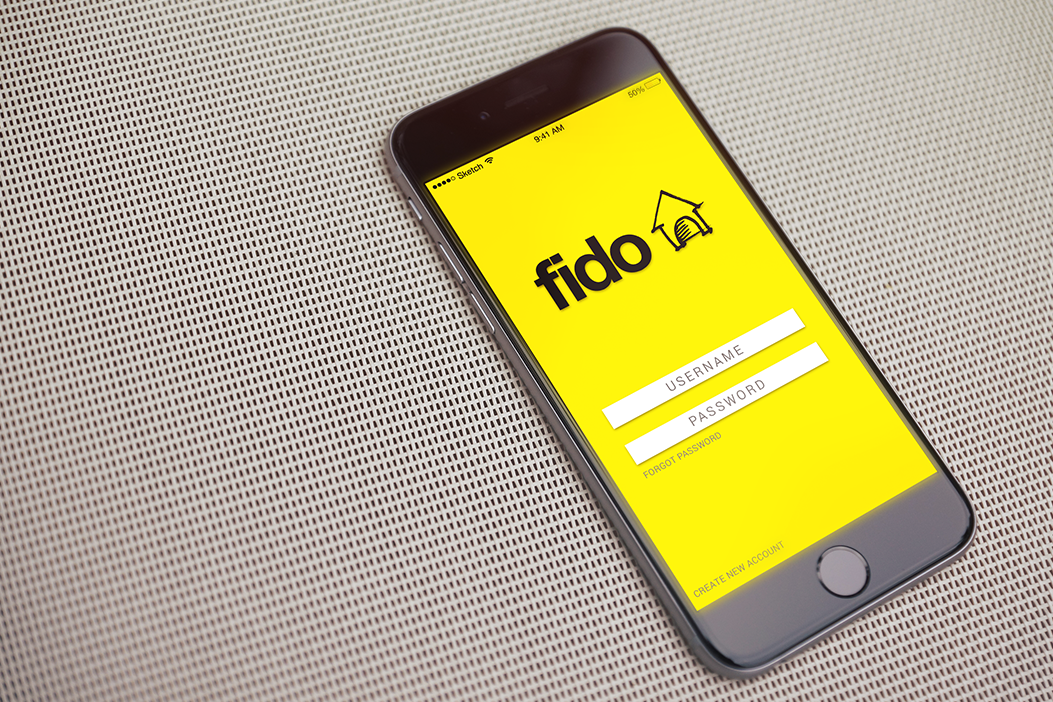 ●●●●○ Sketch 9:41 AM 50%
fido
USERNAME
PASSWORD
FORGOT PASSWORD
CREATE NEW ACCOUNT